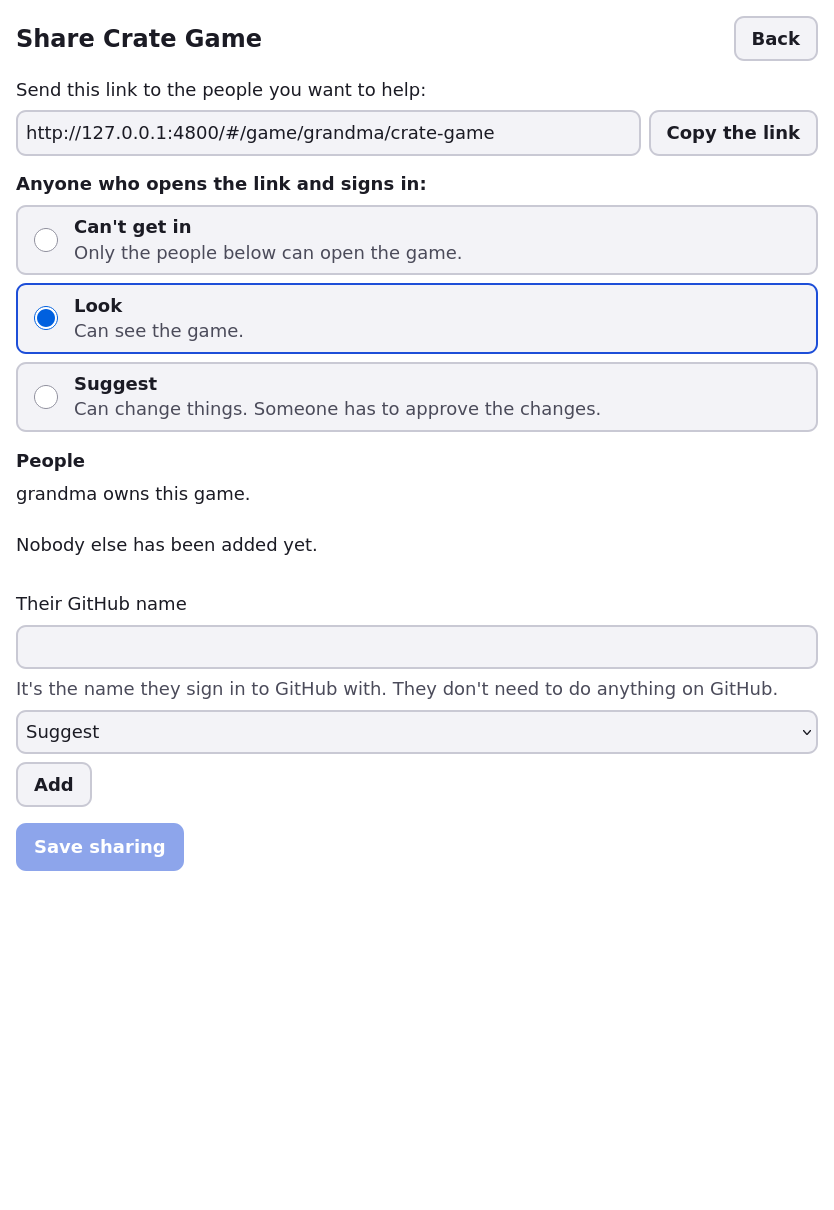 Share Crate Game
Back
Send this link to the people you want to help:
http://127.0.0.1:4800/#/game/grandma/crate-game
Copy the link
Anyone who opens the link and signs in:
Can't get in
Only the people below can open the game.
Look
Can see the game.
Suggest
Can change things. Someone has to approve the changes.
People
grandma owns this game.
Nobody else has been added yet.
Their GitHub name
It's the name they sign in to GitHub with. They don't need to do anything on GitHub.
Suggest
Add
Save sharing